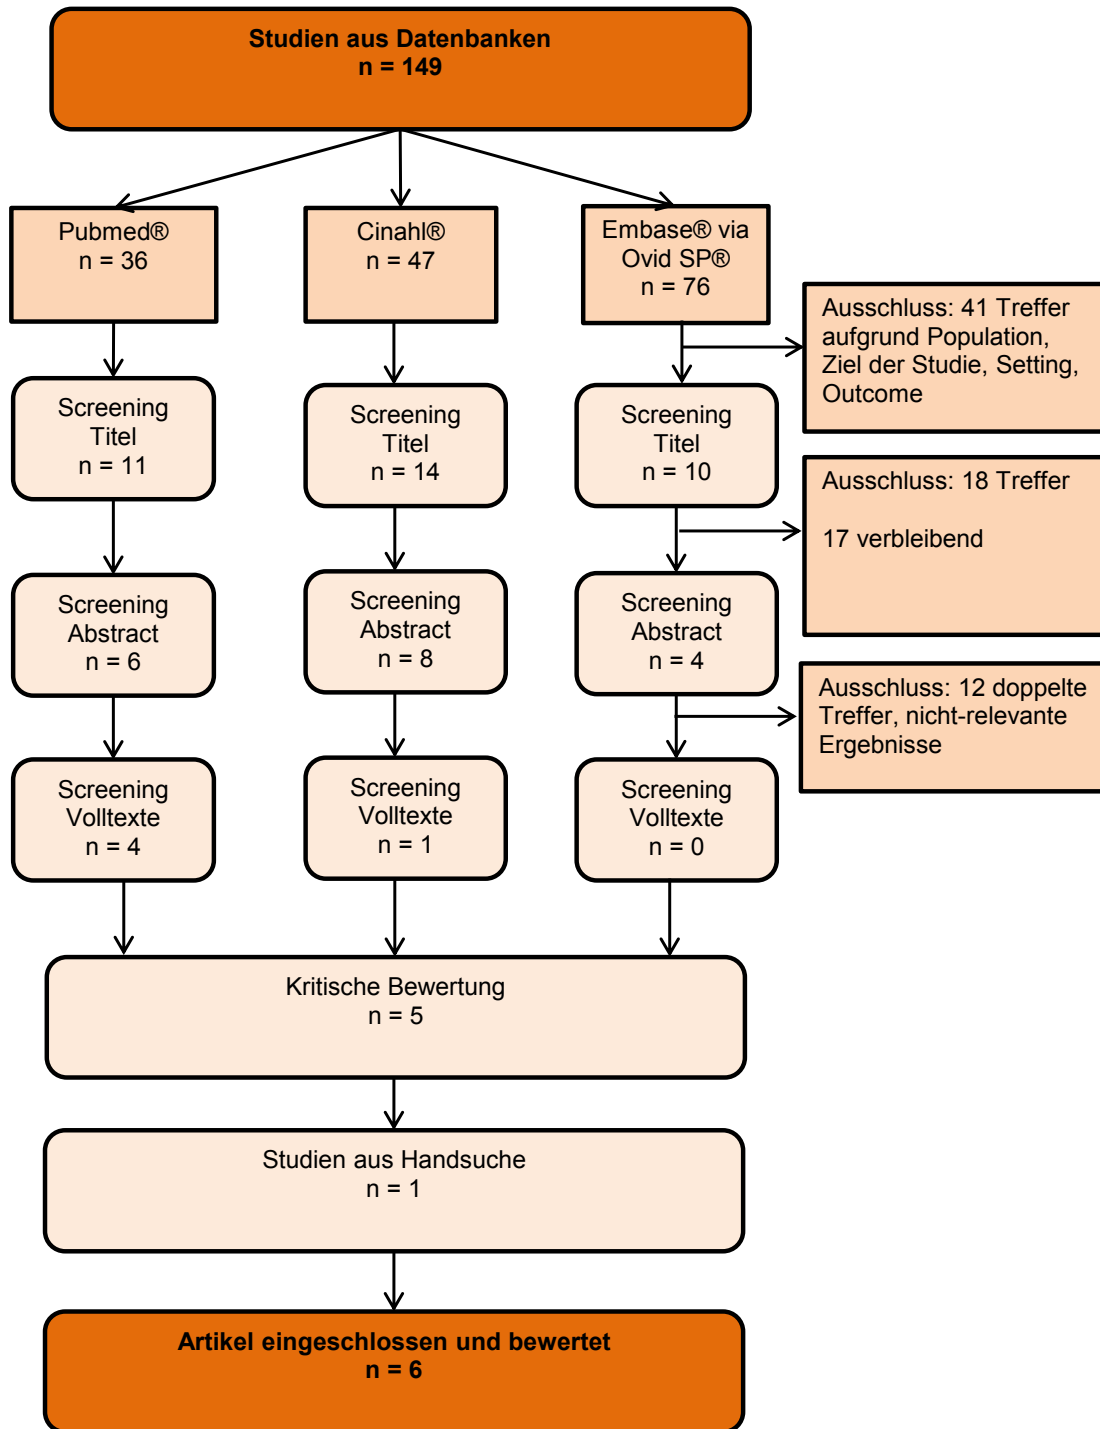 Studien aus Datenbanken
n = 149
Pubmed®
n = 36
Cinahl®
n = 47
Embase® via
Ovid SP®
n = 76
Ausschluss: 41 Treffer
aufgrund Population,
Ziel der Studie, Setting,
Outcome
Screening
Titel
n = 11
Screening
Titel
n = 14
Screening
Titel
n = 10
Ausschluss: 18 Treffer
17 verbleibend
Screening
Abstract
n = 6
Screening
Abstract
n = 8
Screening
Abstract
n = 4
Ausschluss: 12 doppelte
Treffer, nicht-relevante
Ergebnisse
Screening
Volltexte
n = 4
Screening
Volltexte
n = 1
Screening
Volltexte
n = 0
Kritische Bewertung
n = 5
Studien aus Handsuche
n = 1
Artikel eingeschlossen und bewertet
n = 6